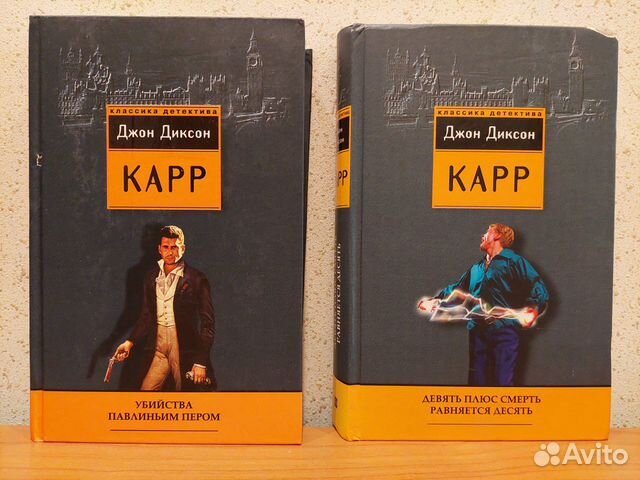 классика детектива
Джон Диксон
КАРР
УБИЙСТВА
ПАВЛИНЬИМ ПЕРОМ
классика детектива
Джон Диксон
КАРР
ДЕВЯТЬ ПЛЮС СМЕРТЬ
РАВНЯЕТСЯ ДЕСЯТЬ
РАВНЯЕТСЯ ДЕСЯТЬ
Avito